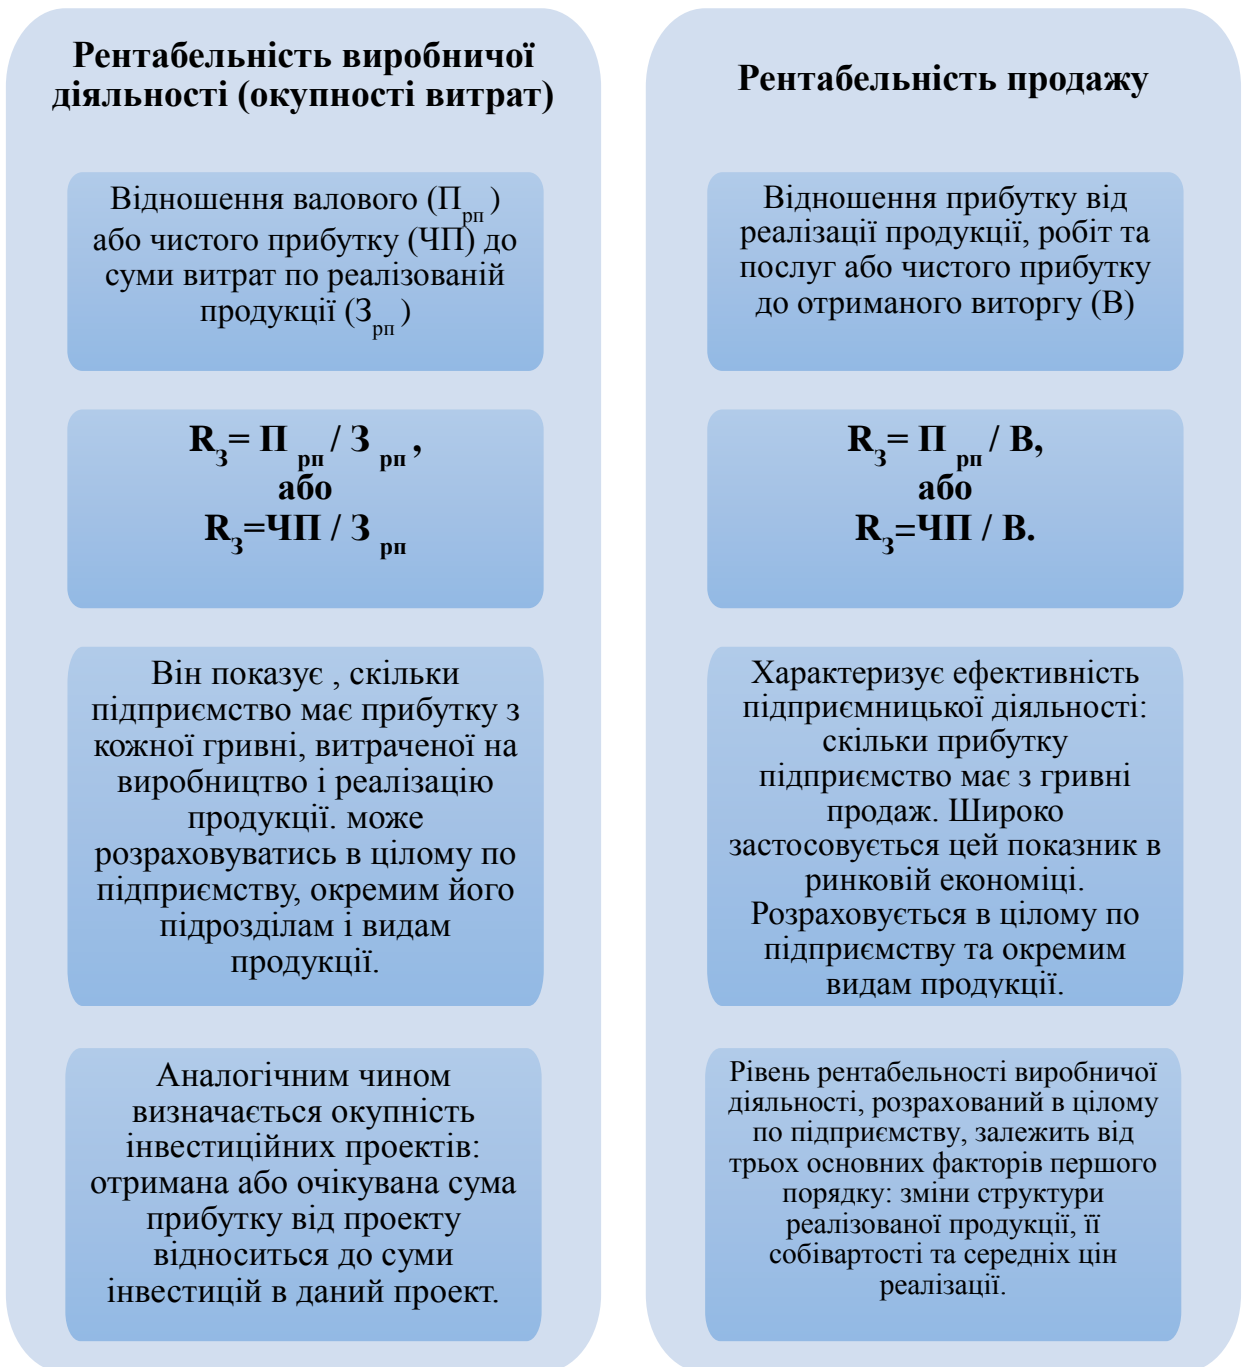 Рентабельність виробничої
діяльності (окупності витрат)
Відношення валового (Прп )
або чистого прибутку (ЧП) до
суми витрат по реалізованій
продукції (Зрп )
RЗ= П рп / З рп ,
або
RЗ=ЧП / З рп
Він показує , скільки
підприємство має прибутку з
кожної гривні, витраченої на
виробництво і реалізацію
продукції. може
розраховуватись в цілому по
підприємству, окремим його
підрозділам і видам
продукції.
Аналогічним чином
визначається окупність
інвестиційних проектів:
отримана або очікувана сума
прибутку від проекту
відноситься до суми
інвестицій в даний проект.
Рентабельність продажу
Відношення прибутку від
реалізації продукції, робіт та
послуг або чистого прибутку
до отриманого виторгу (В)
RЗ= П рп / В,
або
RЗ=ЧП / В.
Характеризує ефективність
підприємницької діяльності:
скільки прибутку
підприємство має з гривні
продаж. Широко
застосовується цей показник в
ринковій економіці.
Розраховується в цілому по
підприємству та окремим
видам продукції.
Рівень рентабельності виробничої
діяльності, розрахований в цілому
по підприємству, залежить від
трьох основних факторів першого
порядку: зміни структури
реалізованої продукції, її
собівартості та середніх цін
реалізації.